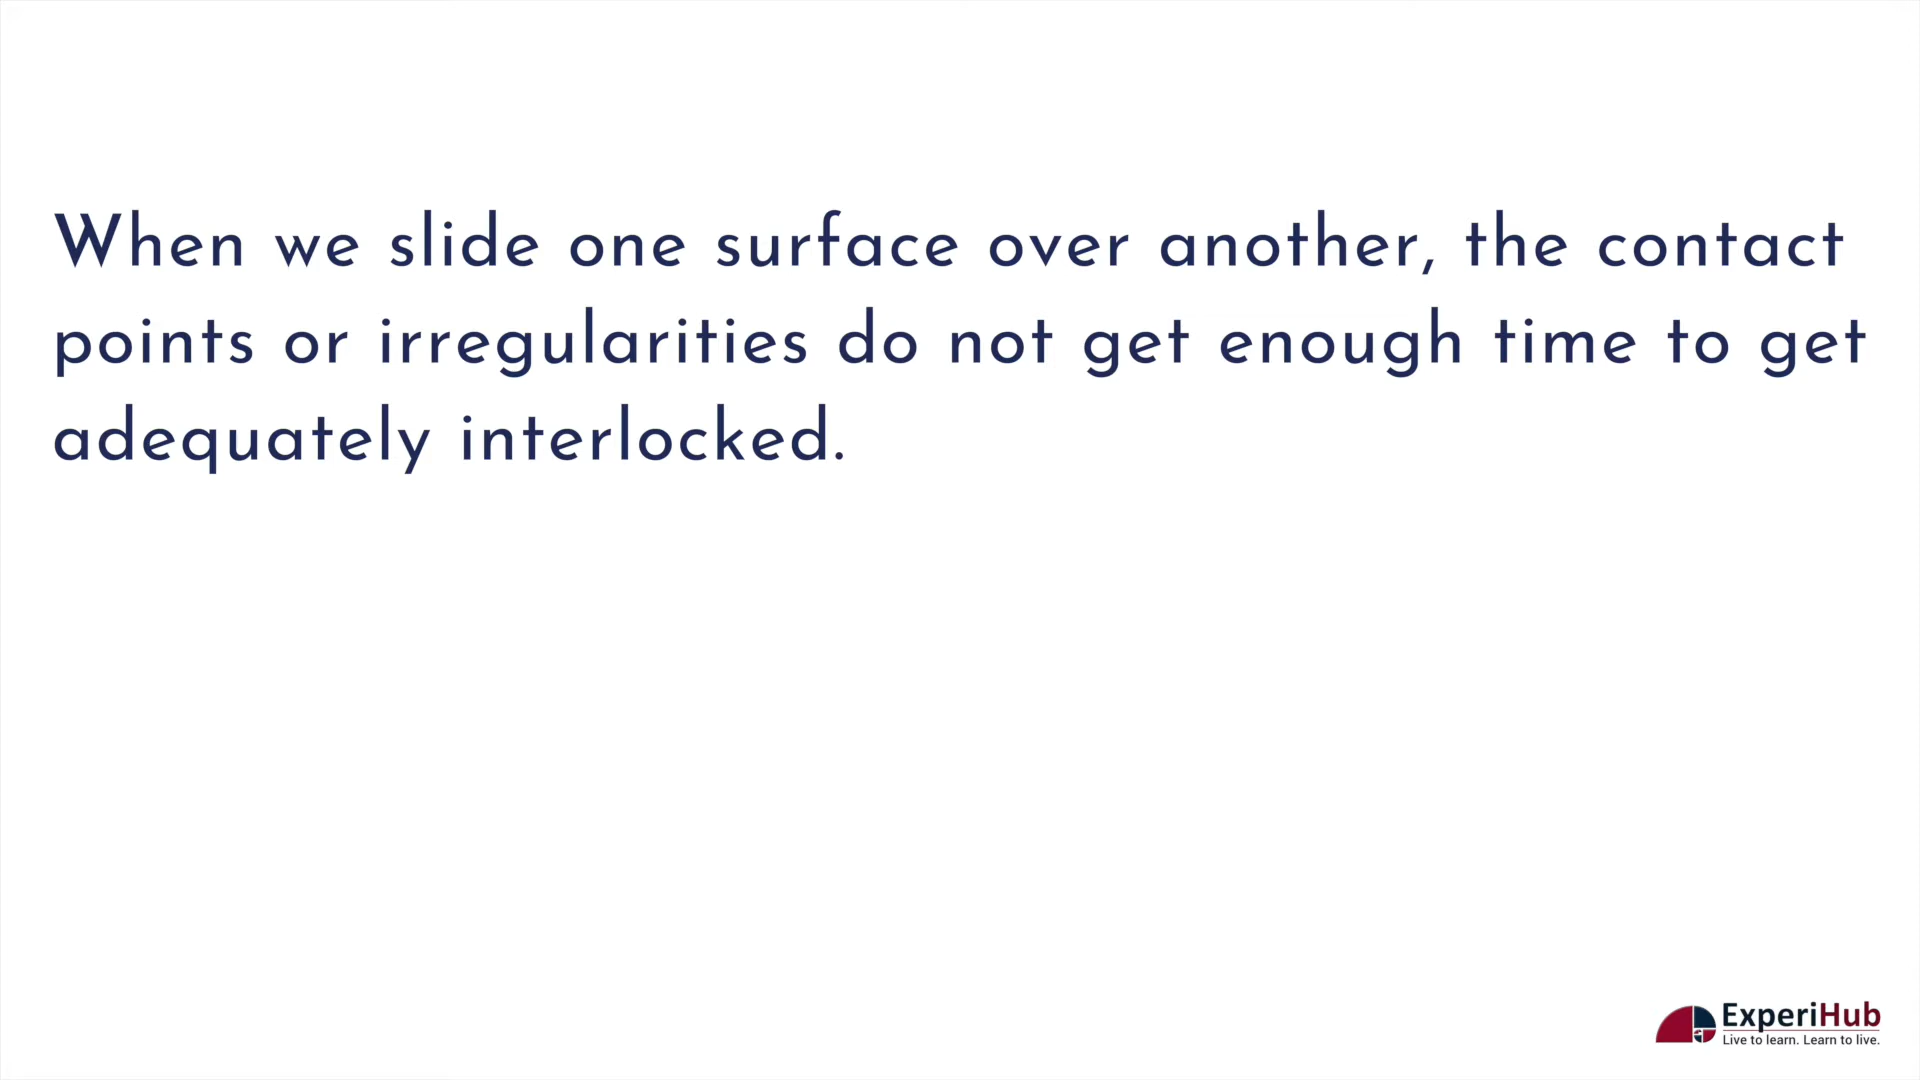 When we slide one surface over another, the contact
points or irregularities do not get enough time to get
adequately interlocked.
ExperiHub
Live to learn. Learn to live.